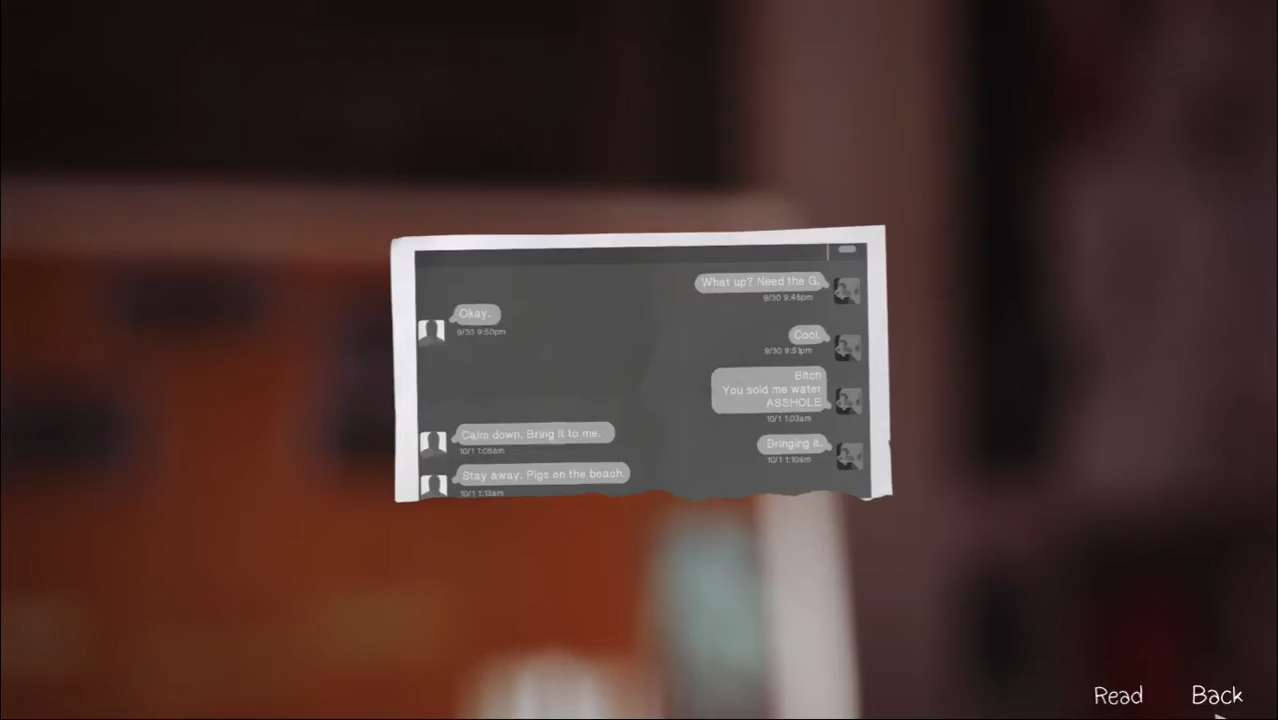 What up? Need the G.
9/30 9:46pm
Okay.
9/30 9:50pm
Cool.
9/30 9:51pm
Bitch
You sold me water
ASSHOLE
10/1 1:03am
Calm down. Bring it to me.
10/1 1:08am
Bringing it.
10/1 1:10am
Stay away. Pigs on the beach.
10/1 1:13am
Read
Back